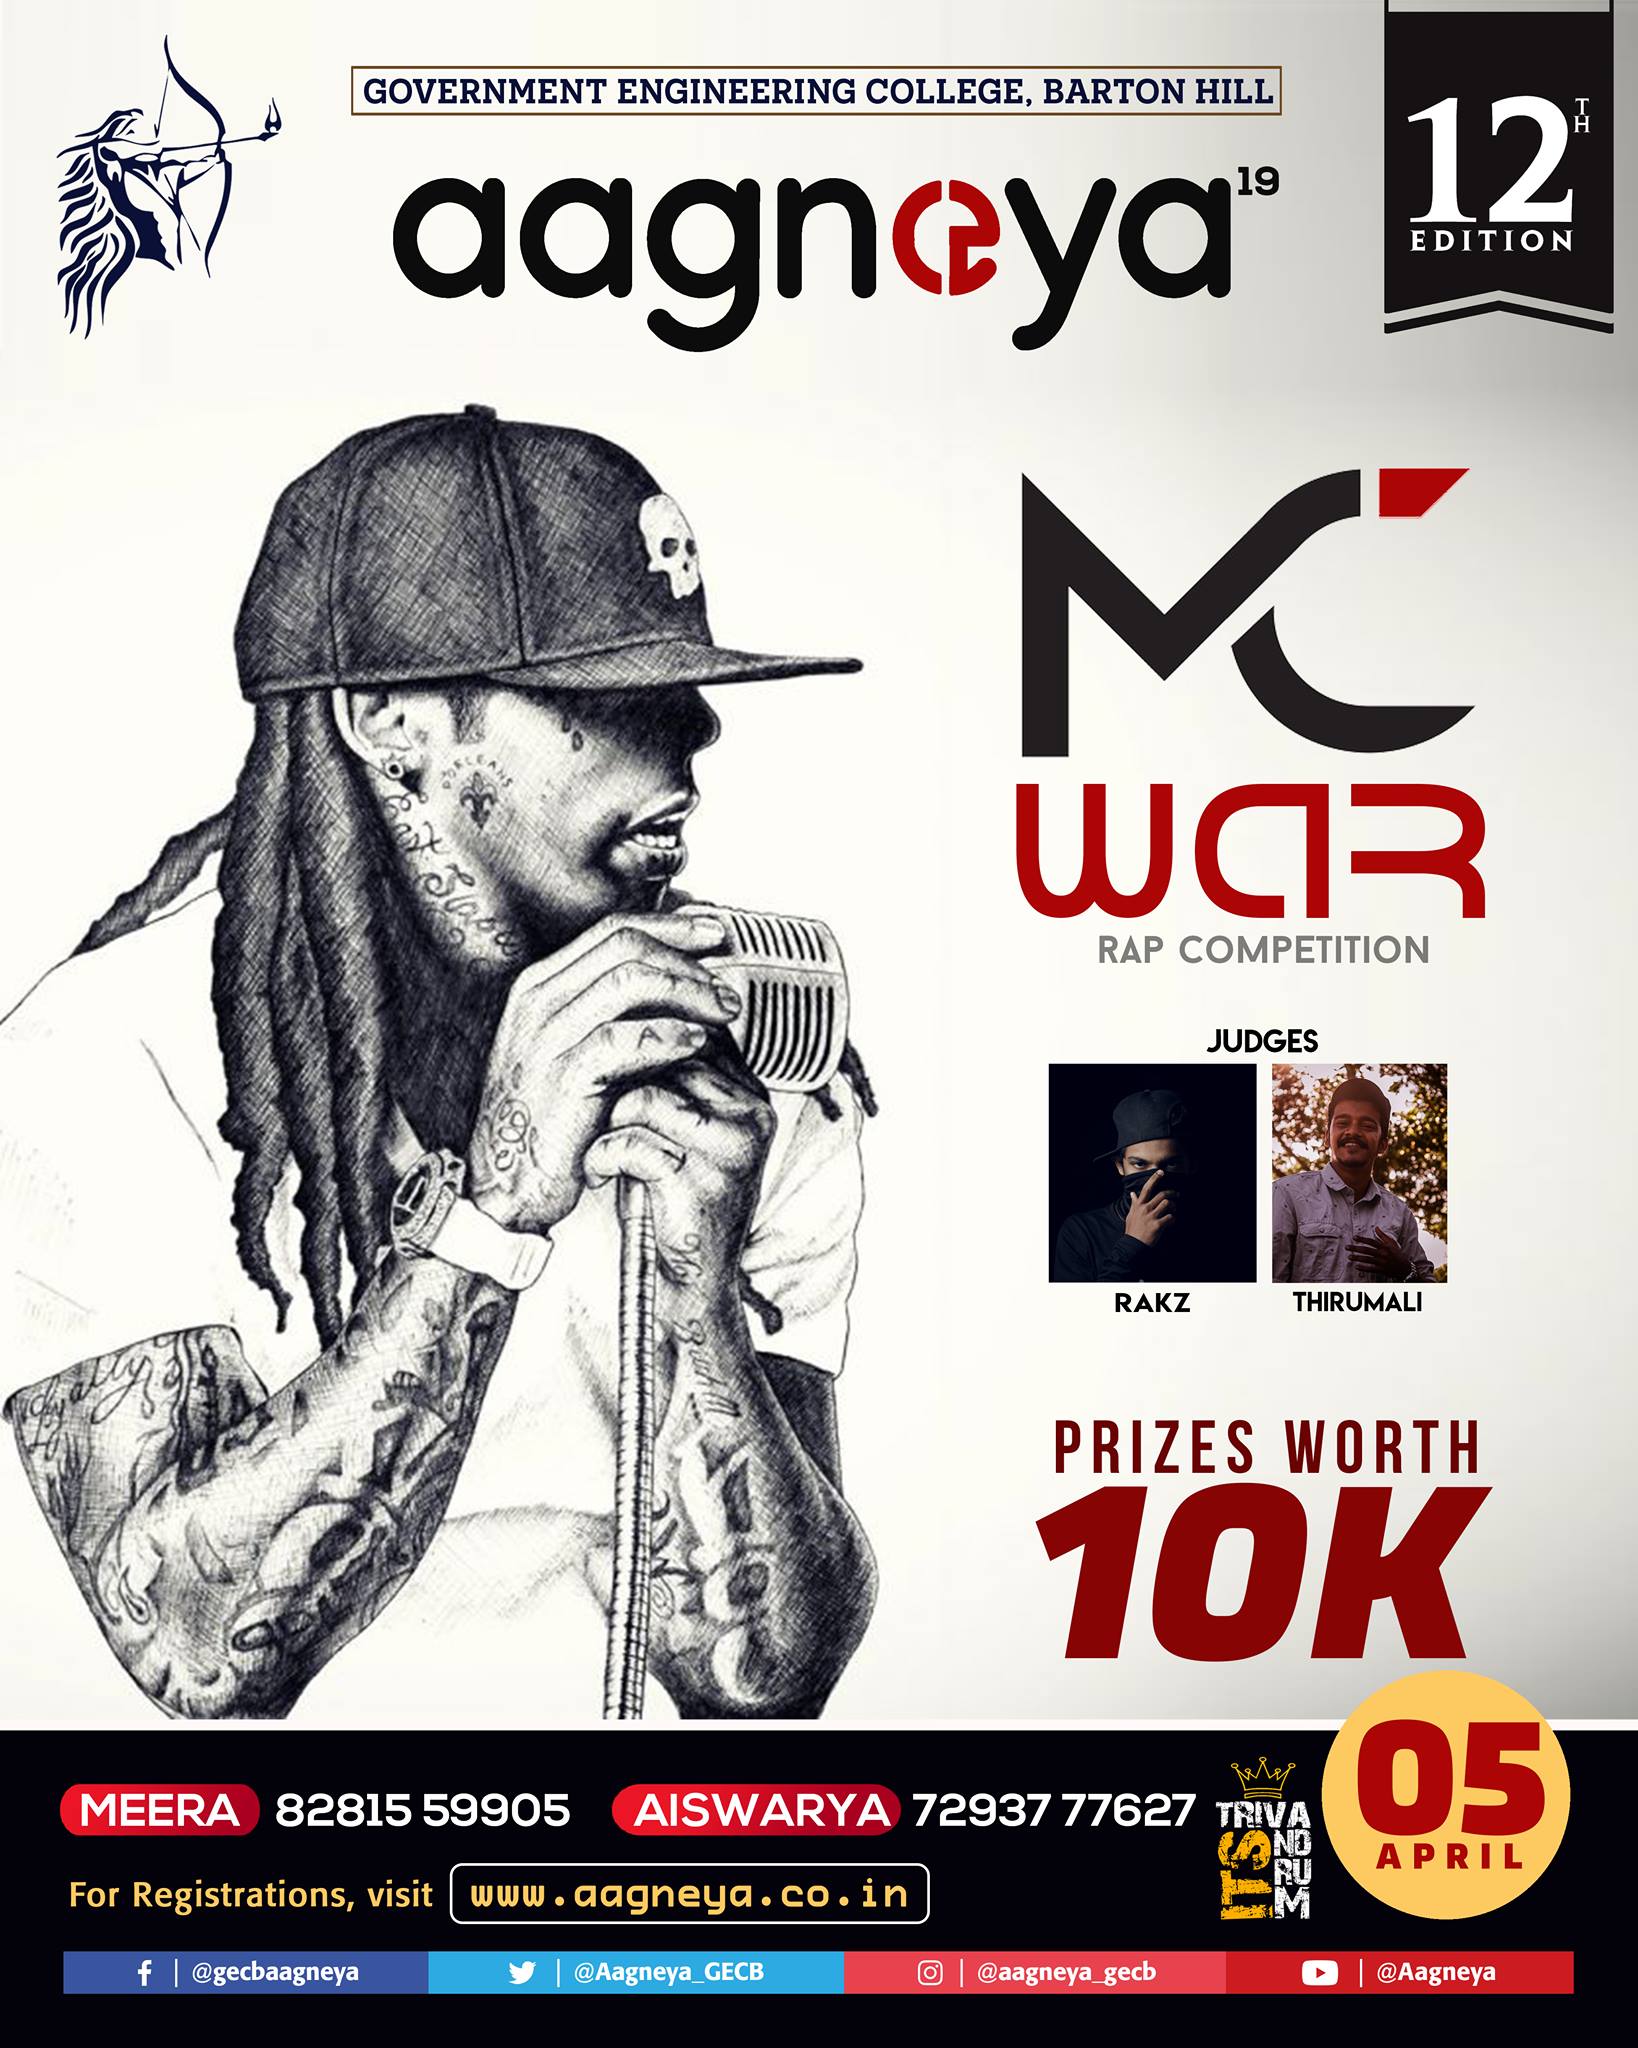 GOVERNMENT ENGINEERING COLLEGE, BARTON HILL
aagneya19
12TH
EDITION
ORLEANS
MC
WAR
RAP COMPETITION
JUDGES
RAKZ
THIRUMALI
PRIZES WORTH
10K
05
APRIL
MEERA 82815 59905 AISWARYA 72937 77627
ITS TRIVANDRUM
For Registrations, visit www.aagneya.co.in
@gecbaagneya @Aagneya_GECB @aagneya_gecb @Aagneya